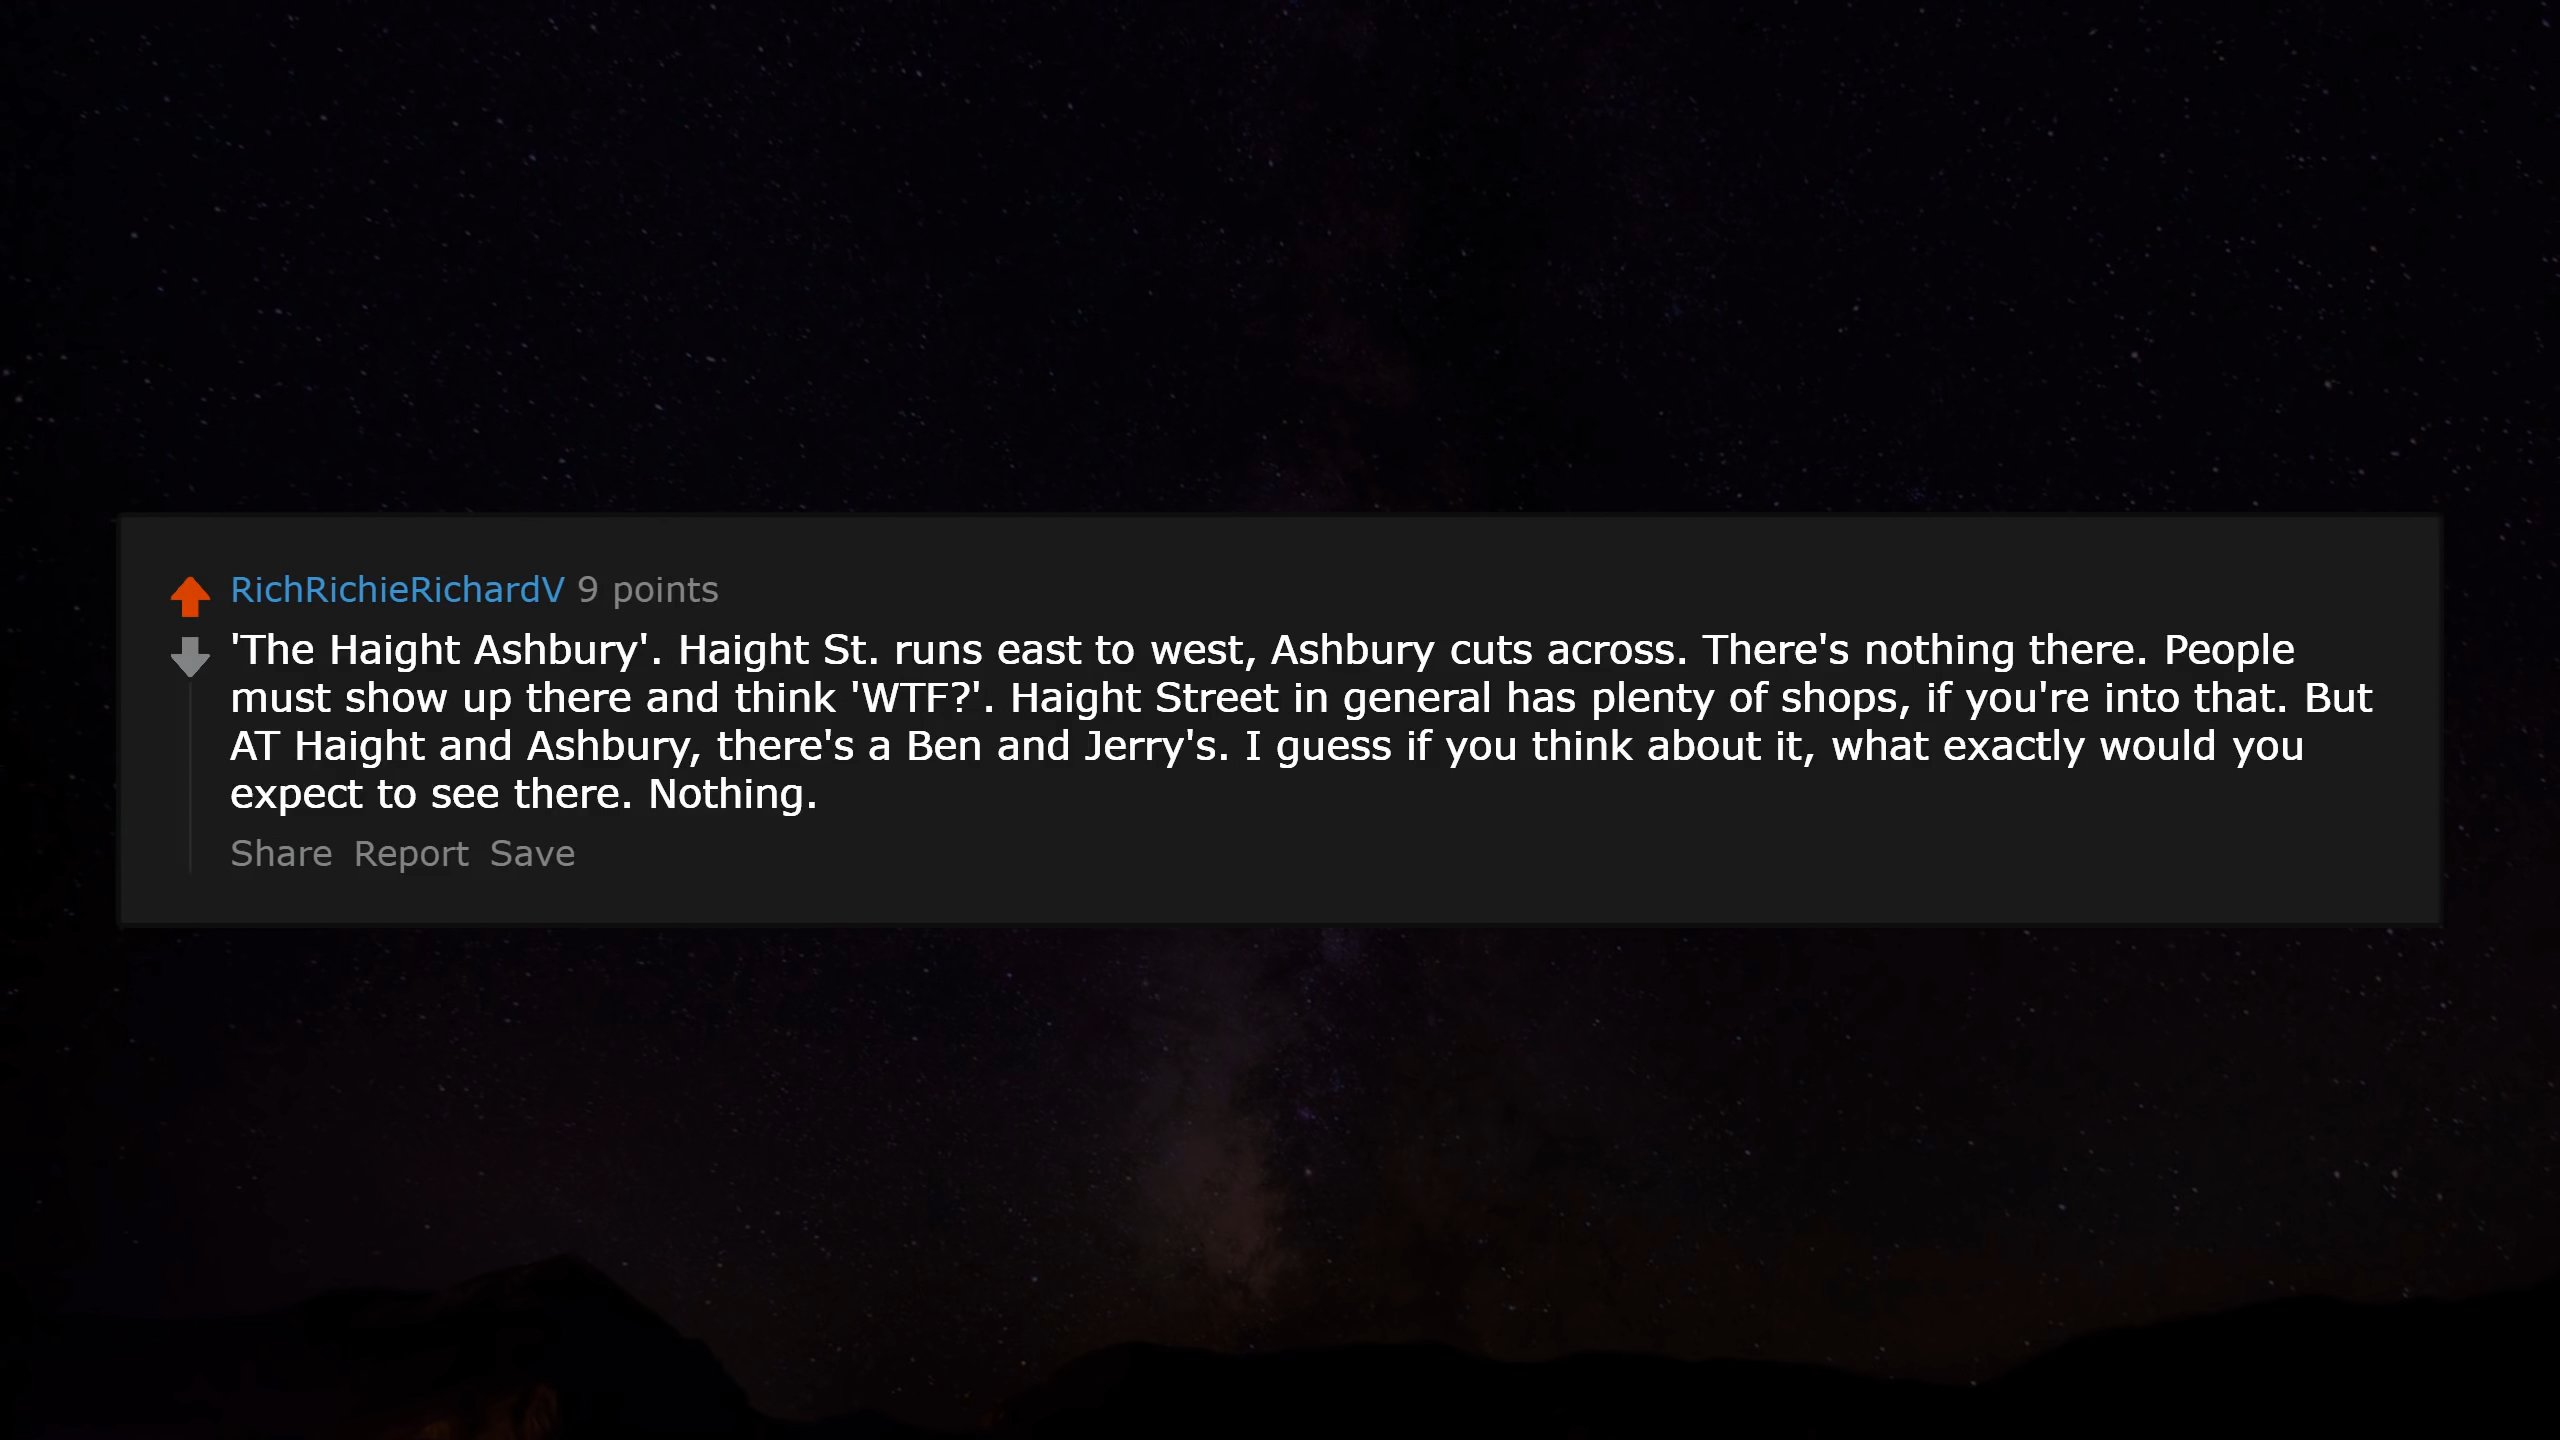 RichRichieRichardV 9 points
'The Haight Ashbury'. Haight St. runs east to west, Ashbury cuts across. There's nothing there. People
must show up there and think 'WTF?'. Haight Street in general has plenty of shops, if you're into that. But
AT Haight and Ashbury, there's a Ben and Jerry's. I guess if you think about it, what exactly would you
expect to see there. Nothing.
Share Report Save